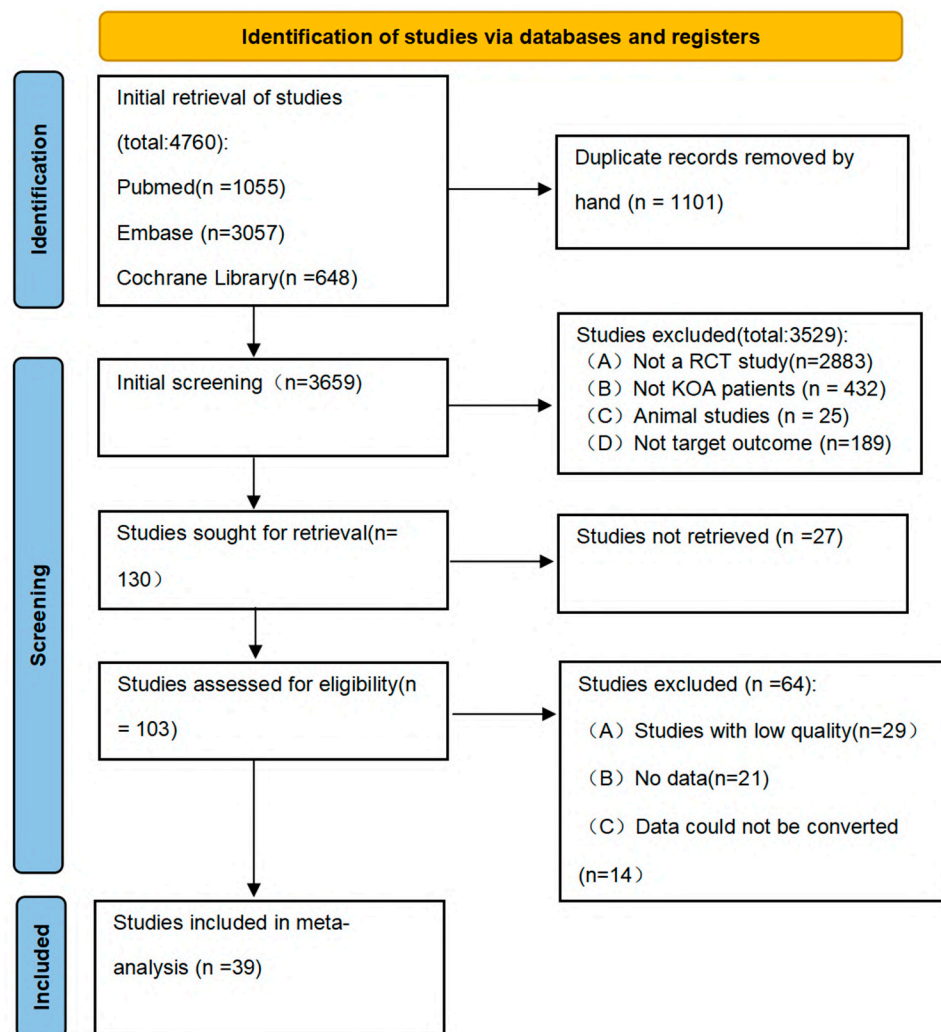 Identification of studies via databases and registers
Identification
Initial retrieval of studies
(total:4760):
Pubmed(n =1055)
Embase (n=3057)
Cochrane Library(n =648)
Duplicate records removed by
hand (n = 1101)
Screening
Initial screening（n=3659)
Studies excluded(total:3529):
（A）Not a RCT study(n=2883)
（B）Not KOA patients (n = 432)
（C）Animal studies (n = 25)
（D）Not target outcome (n=189)
Studies sought for retrieval(n=
130）
Studies not retrieved (n =27)
Studies assessed for eligibility(n
= 103)
Studies excluded (n =64):
（A）Studies with low quality(n=29）
（B）No data(n=21)
（C）Data could not be converted
(n=14）
Included
Studies included in meta-
analysis (n =39)